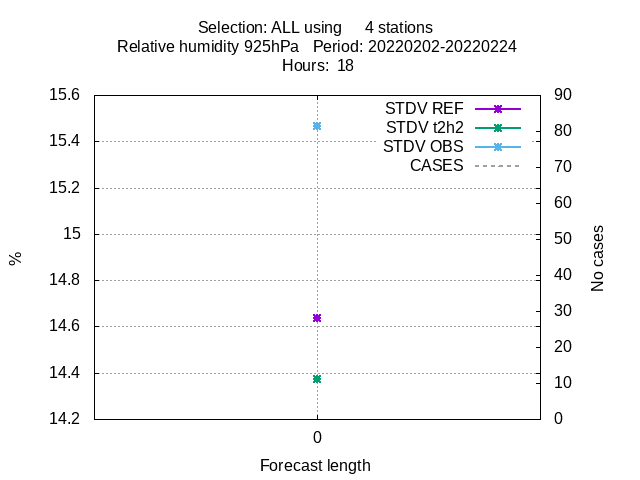 Selection: ALL using     4 stations
Relative humidity 925hPa   Period: 20220202-20220224
Hours:  18
15.6
15.4
15.2
15
14.8
14.6
14.4
14.2
%
STDV REF
STDV t2h2
STDV OBS
CASES
90
80
70
60
50
40
30
20
10
0
No cases
0
Forecast length